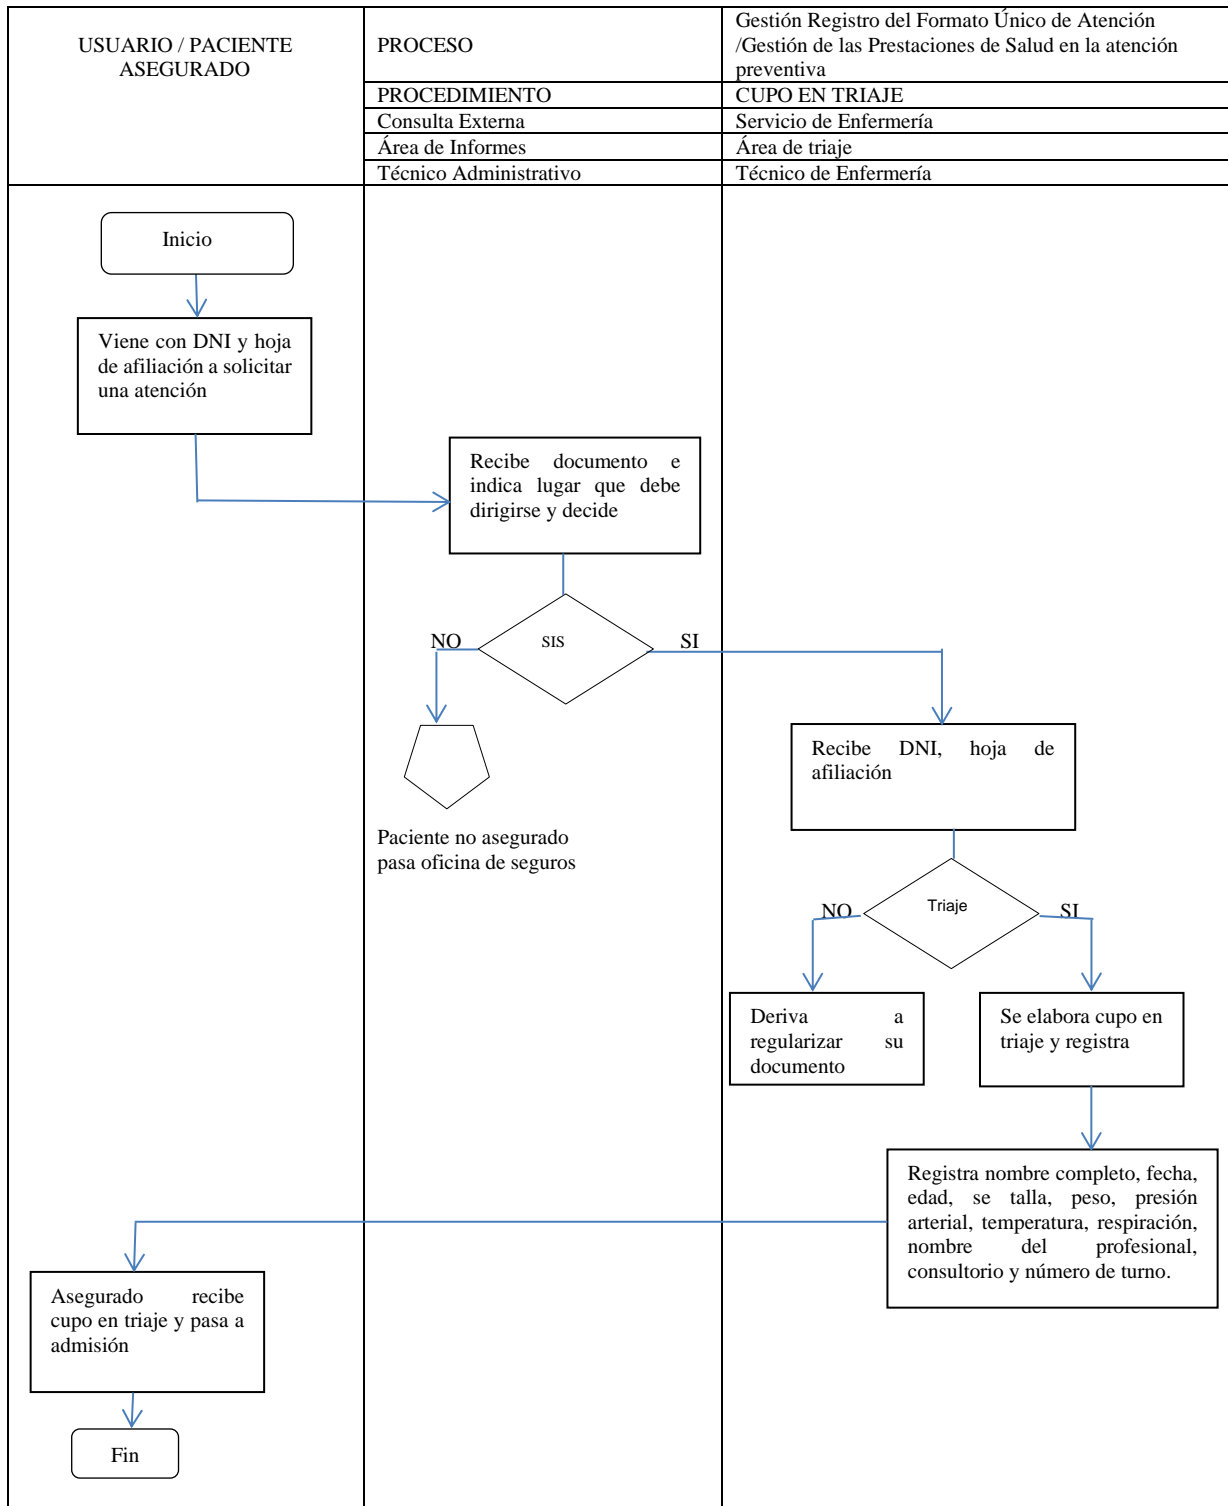 USUARIO / PACIENTE
ASEGURADO
PROCESO
Gestión Registro del Formato Único de Atención
/Gestión de las Prestaciones de Salud en la atención
preventiva
PROCEDIMIENTO
CUPO EN TRIAJE
Consulta Externa
Servicio de Enfermería
Área de Informes
Área de triaje
Técnico Administrativo
Técnico de Enfermería
Inicio
Viene con DNI y hoja
de afiliación a solicitar
una atención
Recibe documento e
indica lugar que debe
dirigirse y decide
NO
SIS
SI
Paciente no asegurado
pasa oficina de seguros
Recibe DNI, hoja de
afiliación
NO
Triaje
SI
Deriva a
regularizar su
documento
Se elabora cupo en
triaje y registra
Registra nombre completo, fecha,
edad, se talla, peso, presión
arterial, temperatura, respiración,
nombre del profesional,
consultorio y número de turno.
Asegurado recibe
cupo en triaje y pasa a
admisión
Fin